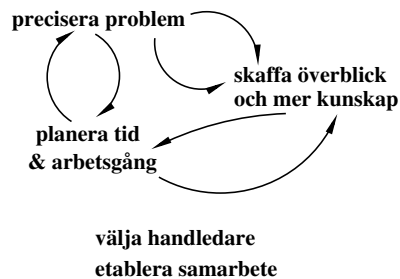 precisera problem
skaffa överblick
och mer kunskap
planera tid
& arbetsgång
välja handledare
etablera samarbete